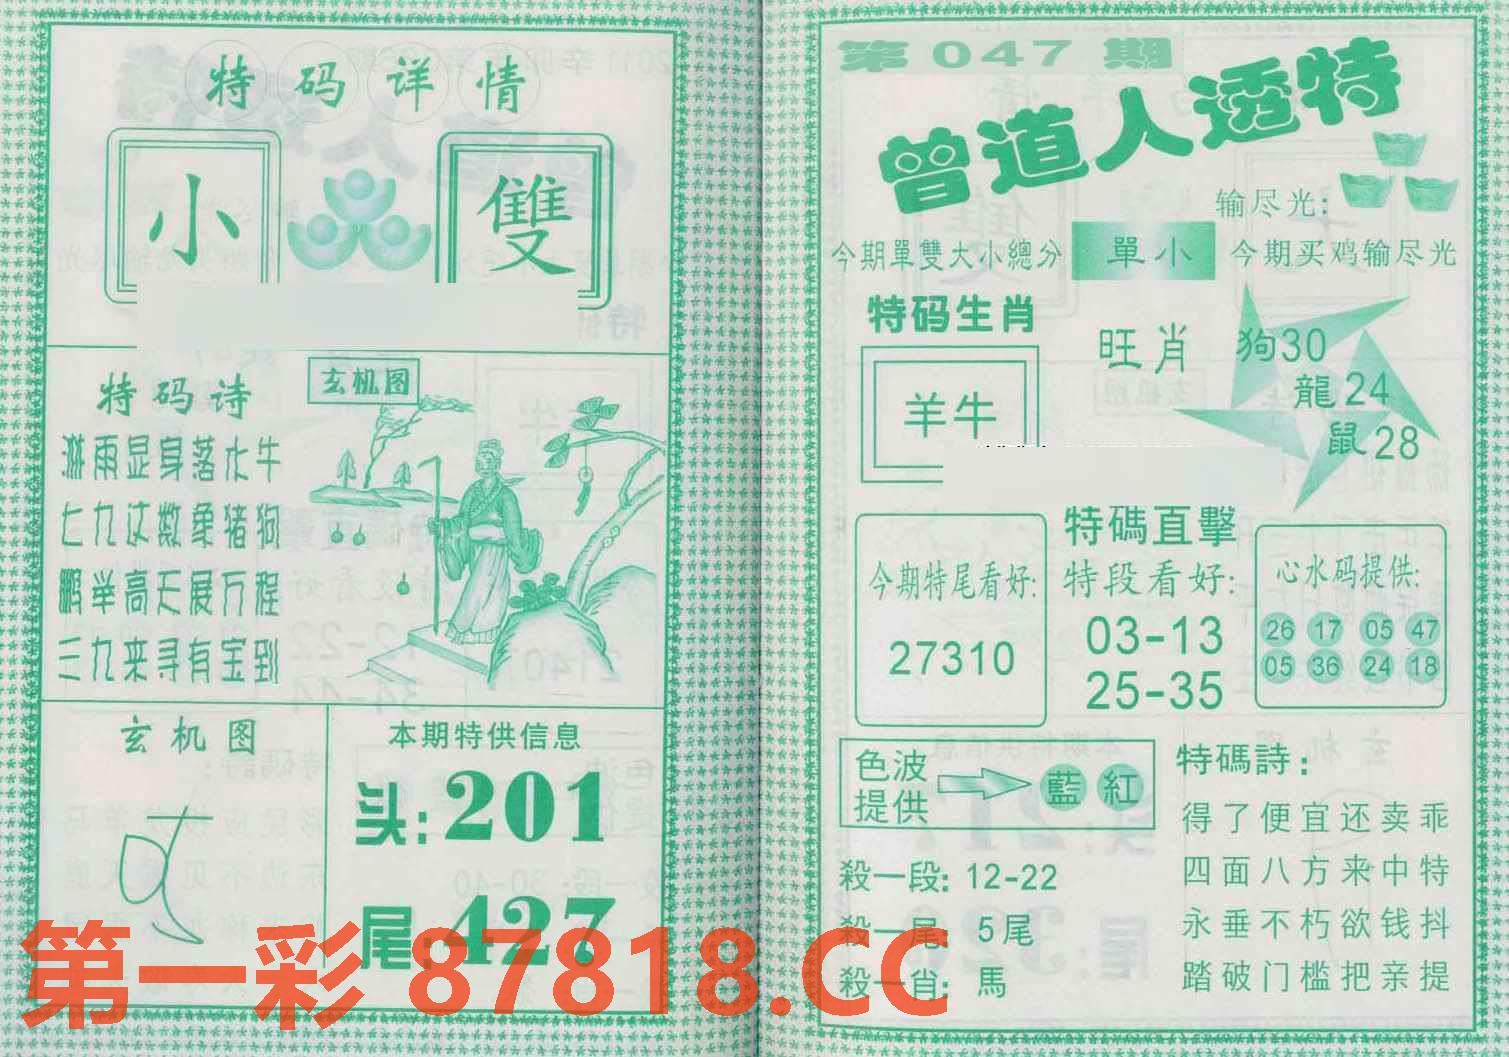 特码详情
小
雙
特码诗
淋雨显身落水牛
七九过数象猪狗
鹏举高天展万程
三九来寻有宝到
玄机图
玄机图
本期特供信息
头:201
尾:427
第047期
曾道人透特
输尽光:
今期單雙大小總分
單小
今期买鸡输尽光
特码生肖
羊牛
旺肖
狗30
龍24
鼠28
今期特尾看好:
27310
特碼直擊
特段看好:
03-13
25-35
心水码提供:
26 17 05 47
05 36 24 18
色波
提供
藍 紅
殺一段: 12-22
殺一尾: 5尾
殺一肖: 馬
特碼詩:
得了便宜还卖乖
四面八方来中特
永垂不朽欲钱抖
踏破门槛把亲提
第一彩 87818.CC